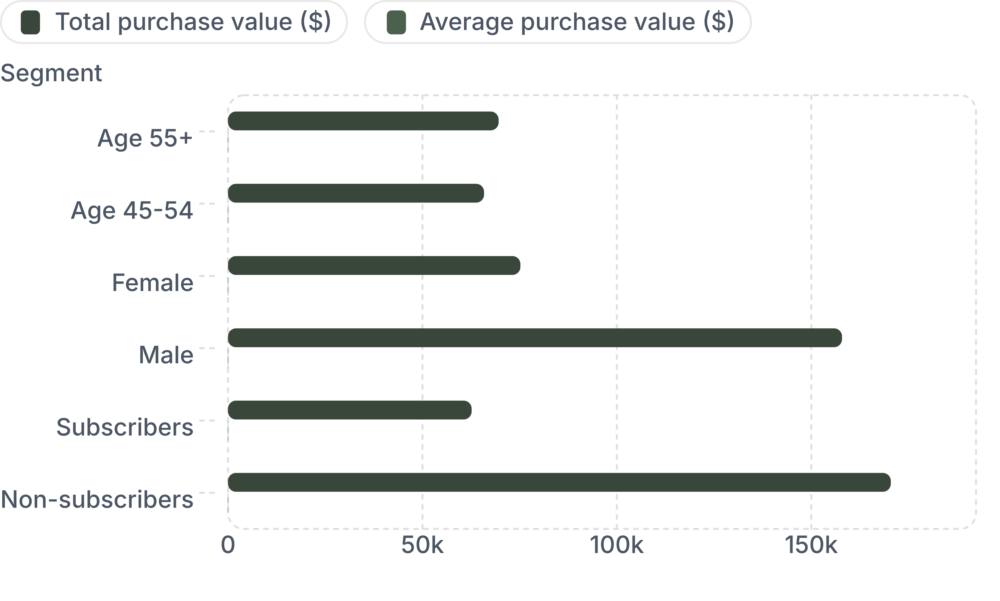 Total purchase value ($)
Average purchase value ($)
Segment
Age 55+
Age 45-54
Female
Male
Subscribers
Non-subscribers
0
50k
100k
150k